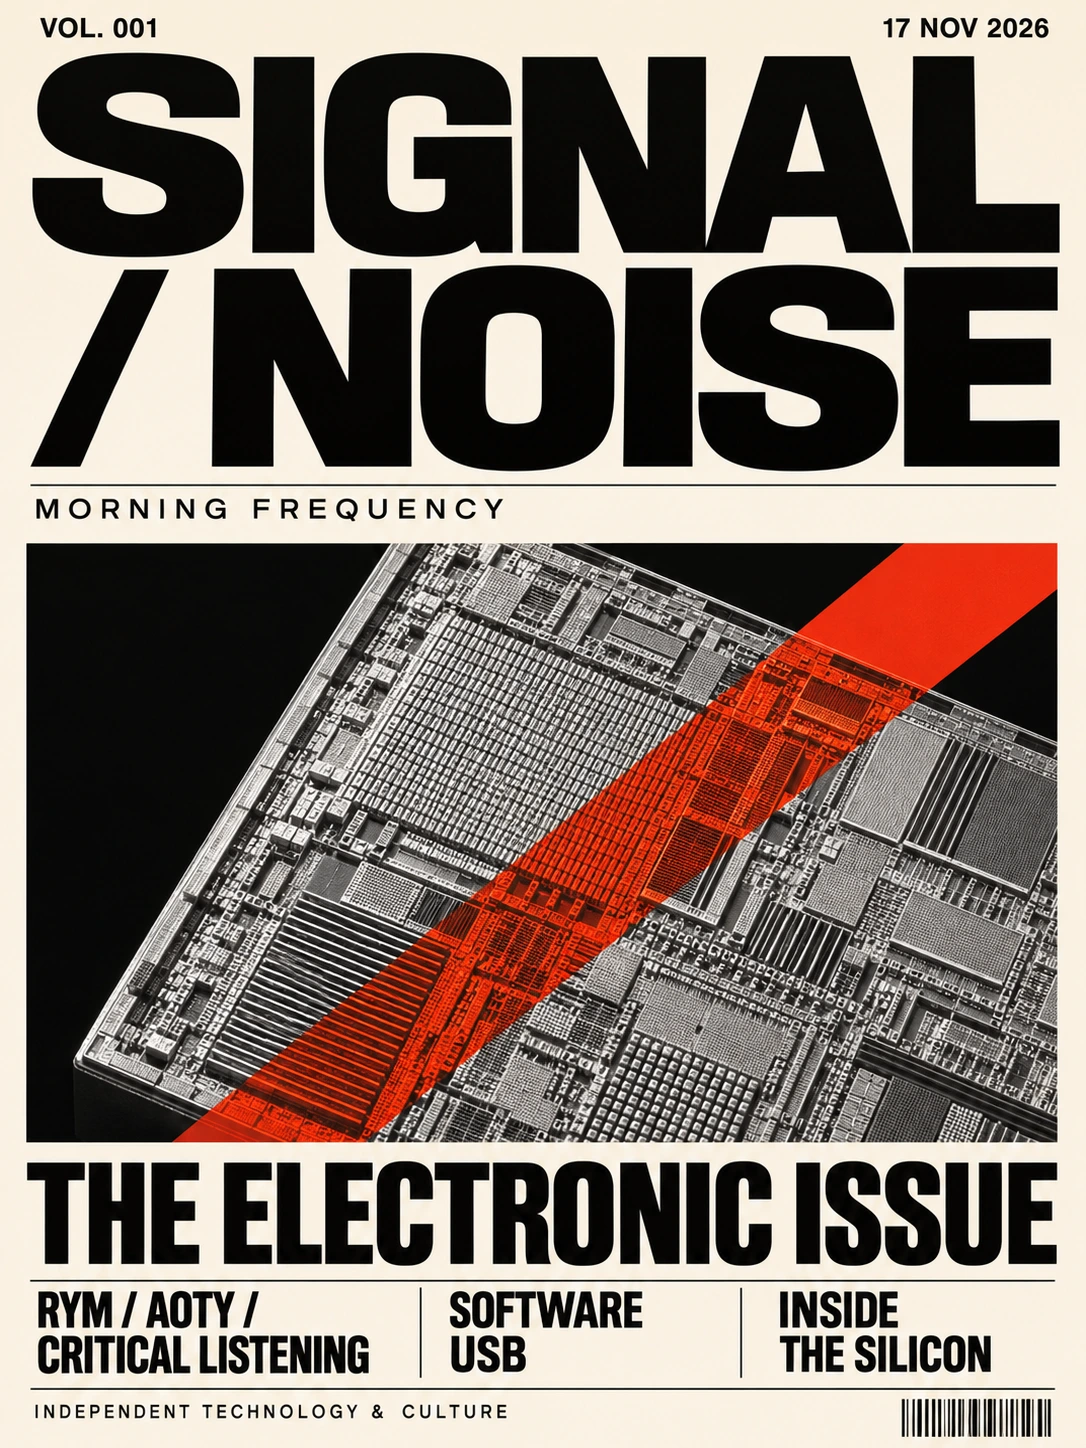 VOL. 001
17 NOV 2026
SIGNAL
/ NOISE
MORNING FREQUENCY
THE ELECTRONIC ISSUE
RYM / AOTY /
CRITICAL LISTENING
SOFTWARE
USB
INSIDE
THE SILICON
INDEPENDENT TECHNOLOGY & CULTURE